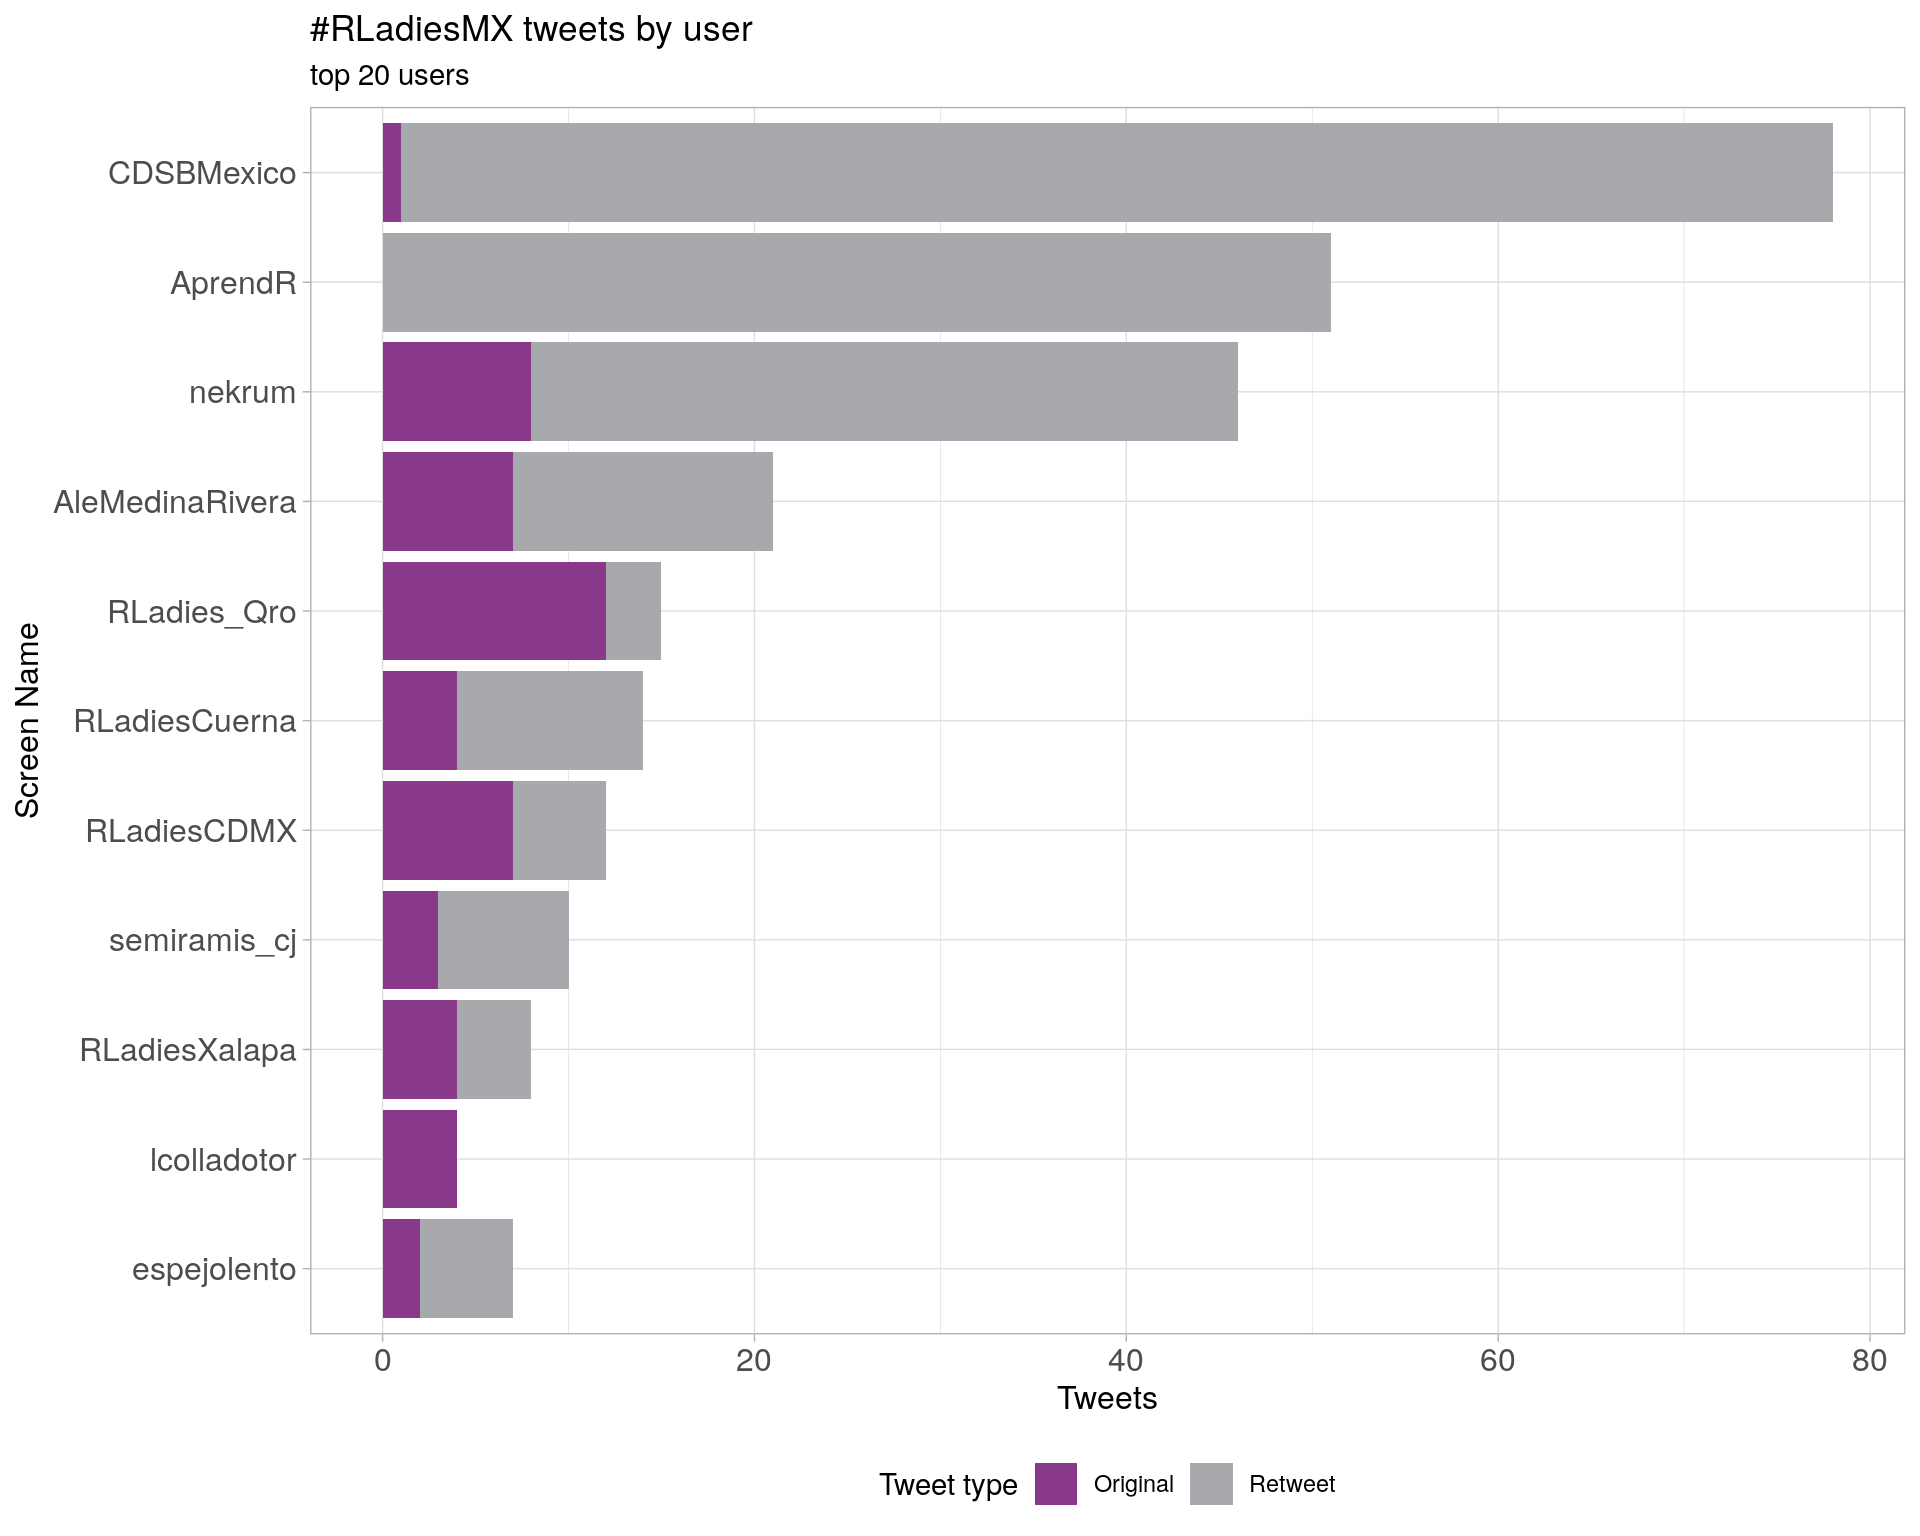 #RLadiesMX tweets by user
top 20 users
Screen Name
CDSBMexico
AprendR
nekrum
AleMedinaRivera
RLadies_Qro
RLadiesCuerna
RLadiesCDMX
semiramis_cj
RLadiesXalapa
lcolladotor
espejolento
0 20 40 60 80
Tweets
Tweet type Original Retweet